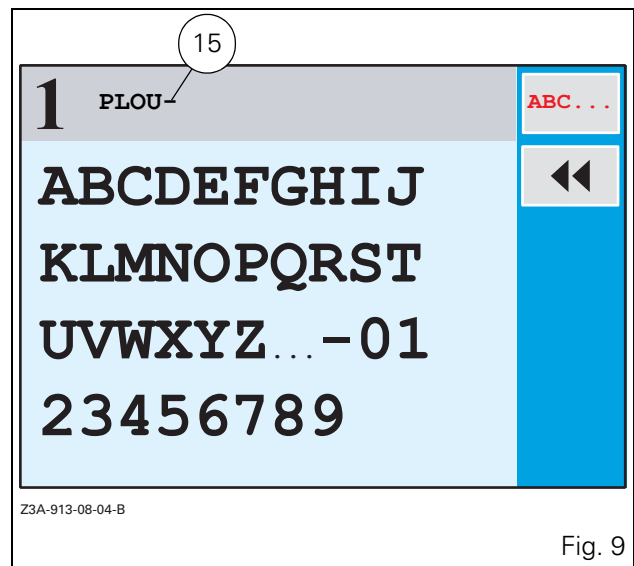 15
1 PLOU-
ABC...
ABCDEFGHIJ
KLMNOPQRST
UVWXYZ...-01
23456789
Z3A-913-08-04-B
Fig. 9